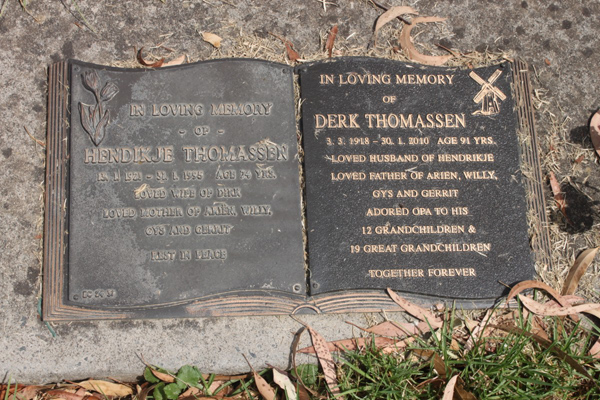 IN LOVING MEMORY
- OF -
HENDRIKJE THOMASSEN
AGE 74 YRS.
LOVED WIFE OF DERK
LOVED MOTHER OF ARIEN, WILLY,
GYS AND GERRIT
REST IN PEACE
IN LOVING MEMORY
OF
DERK THOMASSEN
3. 3. 1918 - 30. 1. 2010 AGE 91 YRS.
LOVED HUSBAND OF HENDRIKJE
LOVED FATHER OF ARIEN, WILLY,
GYS AND GERRIT
ADORED OPA TO HIS
12 GRANDCHILDREN &
19 GREAT GRANDCHILDREN
TOGETHER FOREVER